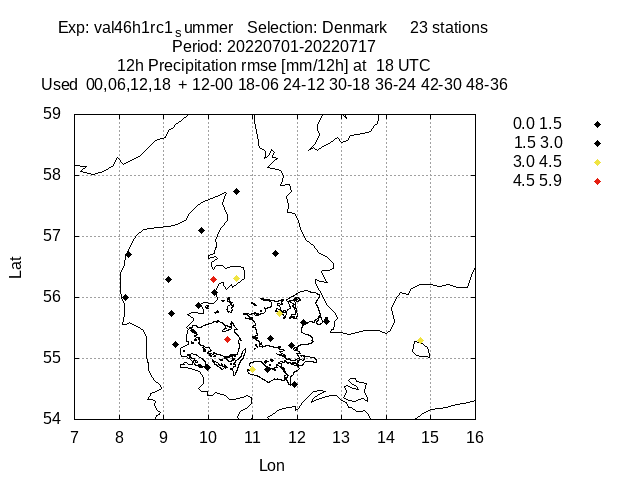 Exp: val46h1rc1summer Selection: Denmark 23 stations
Period: 20220701-20220717
12h Precipitation rmse [mm/12h] at 18 UTC
Used 00,06,12,18 + 12-00 18-06 24-12 30-18 36-24 42-30 48-36
0.0 1.5
1.5 3.0
3.0 4.5
4.5 5.9
59
58
57
56
55
54
Lat
7 8 9 10 11 12 13 14 15 16
Lon